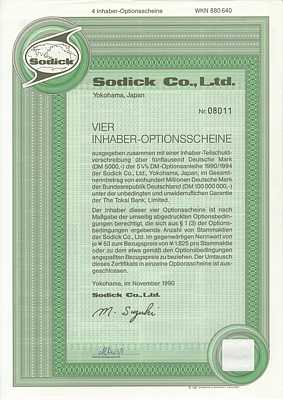 4 Inhaber-Optionsscheine WKN 880 640
Sodick
Sodick Co., Ltd.
Yokohama, Japan
Nr. 08011
VIER
INHABER-OPTIONSSCHEINE
ausgegeben zusammen mit einer Inhaber-Teilschuld-
verschreibung über fünftausend Deutsche Mark
(DM 5000,-) der 5⅞% DM-Optionsanleihe 1990/1994
der Sodick Co., Ltd., Yokohama, Japan, im Gesamt-
nennbetrag von einhundert Millionen Deutsche Mark
der Bundesrepublik Deutschland (DM 100 000 000,-)
unter der unbedingten und unwiderruflichen Garantie
der The Tokai Bank, Limited.
Der Inhaber dieser vier Optionsscheine ist nach
Maßgabe der umseitig abgedruckten Optionsbedin-
gungen berechtigt, die sich aus § 1 (3) der Options-
bedingungen ergebende Anzahl von Stammaktien
der Sodick Co., Ltd. im gegenwärtigen Nennwert von
je ¥ 50 zum Bezugspreis von ¥ 1,825 pro Stammaktie
oder zu dem etwa gemäß den Optionsbedingungen
angepaßten Bezugspreis zu beziehen. Der Umtausch
dieses Zertifikats in einzelne Optionsscheine ist aus-
geschlossen.
Yokohama, im November 1990
Sodick Co., Ltd.
M. Suzuki